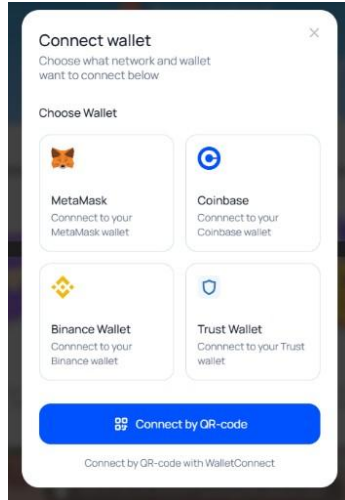 Connect wallet
Choose what network and wallet
want to connect below
Choose Wallet
MetaMask
Connnect to your
MetaMask wallet
Coinbase
Connnect to your
Coinbase wallet
Binance Wallet
Connnect to your
Binance wallet
Trust Wallet
Connnect to your Trust
wallet
Connect by QR-code
Connect by QR-code with WalletConnect